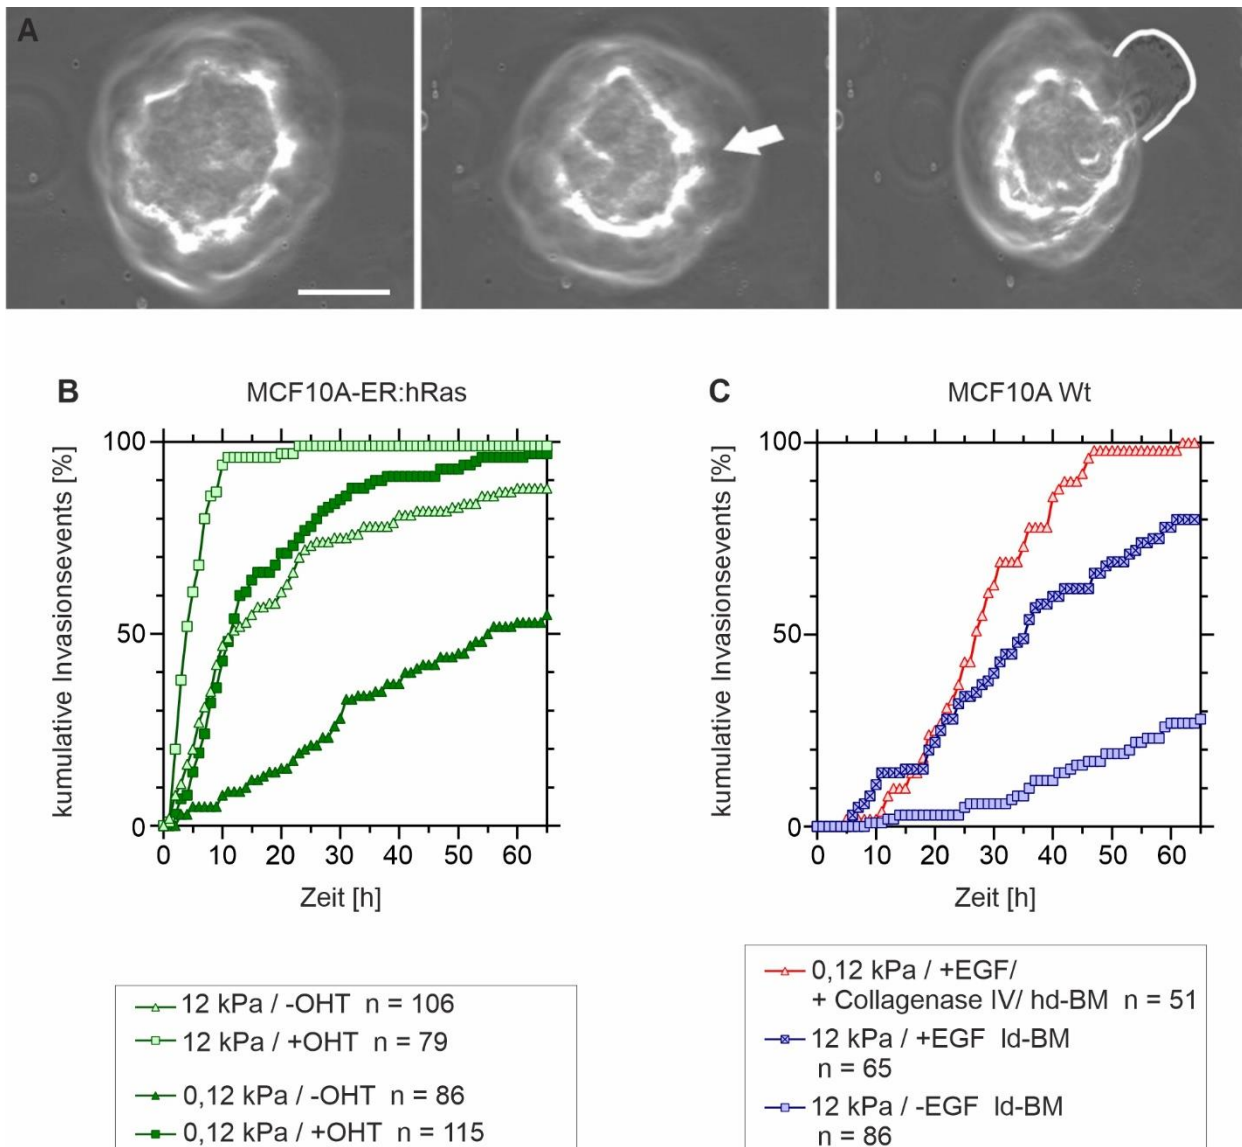 A
B
MCF10A-ER:hRas
kumulative Invasionsevents [%]
100
50
0
0 10 20 30 40 50 60
Zeit [h]
12 kPa / -OHT n = 106
12 kPa / +OHT n = 79
0,12 kPa / -OHT n = 86
0,12 kPa / +OHT n = 115
C
MCF10A Wt
kumulative Invasionsevents [%]
100
50
0
0 10 20 30 40 50 60
Zeit [h]
0,12 kPa / +EGF/
+ Collagenase IV/ hd-BM n = 51
12 kPa / +EGF ld-BM
n = 65
12 kPa / -EGF ld-BM
n = 86